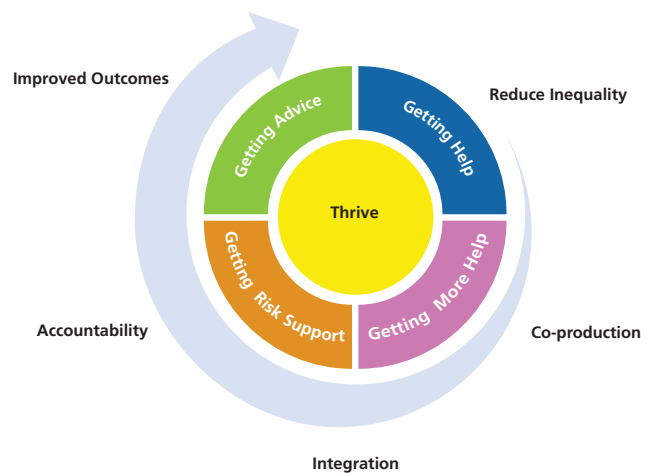 Improved Outcomes
Reduce Inequality
Getting Advice
Getting Help
Thrive
Getting Risk Support
Getting More Help
Accountability
Co-production
Integration